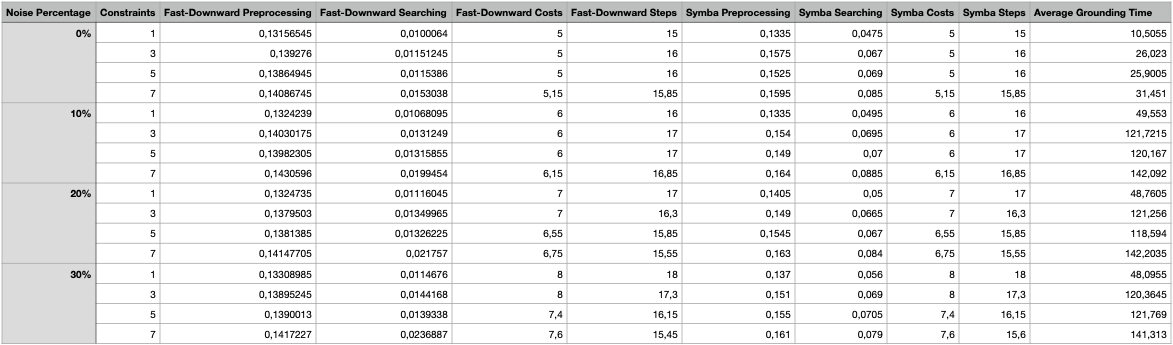 Noise Percentage Constraints Fast-Downward Preprocessing Fast-Downward Searching Fast-Downward Costs Fast-Downward Steps Symba Preprocessing Symba Searching Symba Costs Symba Steps Average Grounding Time
0% 1 0,13156545 0,0100064 5 15 0,1335 0,0475 5 15 10,5055
3 0,139276 0,01151245 5 16 0,1575 0,067 5 16 26,023
5 0,13864945 0,0115386 5 16 0,1525 0,069 5 16 25,9005
7 0,14086745 0,0153038 5,15 15,85 0,1595 0,085 5,15 15,85 31,451
10% 1 0,1324239 0,01068095 6 16 0,1335 0,0495 6 16 49,553
3 0,14030175 0,0131249 6 17 0,154 0,0695 6 17 121,7215
5 0,13982305 0,01315855 6 17 0,149 0,07 6 17 120,167
7 0,1430596 0,0199454 6,15 16,85 0,164 0,0885 6,15 16,85 142,092
20% 1 0,1324735 0,01116045 7 17 0,1405 0,05 7 17 48,7605
3 0,1379503 0,01349965 7 16,3 0,149 0,0665 7 16,3 121,256
5 0,1381385 0,01326225 6,55 15,85 0,1545 0,067 6,55 15,85 118,594
7 0,14147705 0,021757 6,75 15,55 0,163 0,084 6,75 15,55 142,2035
30% 1 0,13308985 0,0114676 8 18 0,137 0,056 8 18 48,0955
3 0,13895245 0,0144168 8 17,3 0,151 0,069 8 17,3 120,3645
5 0,1390013 0,0139338 7,4 16,15 0,155 0,0705 7,4 16,15 121,769
7 0,1417227 0,0236887 7,6 15,45 0,161 0,079 7,6 15,6 141,313